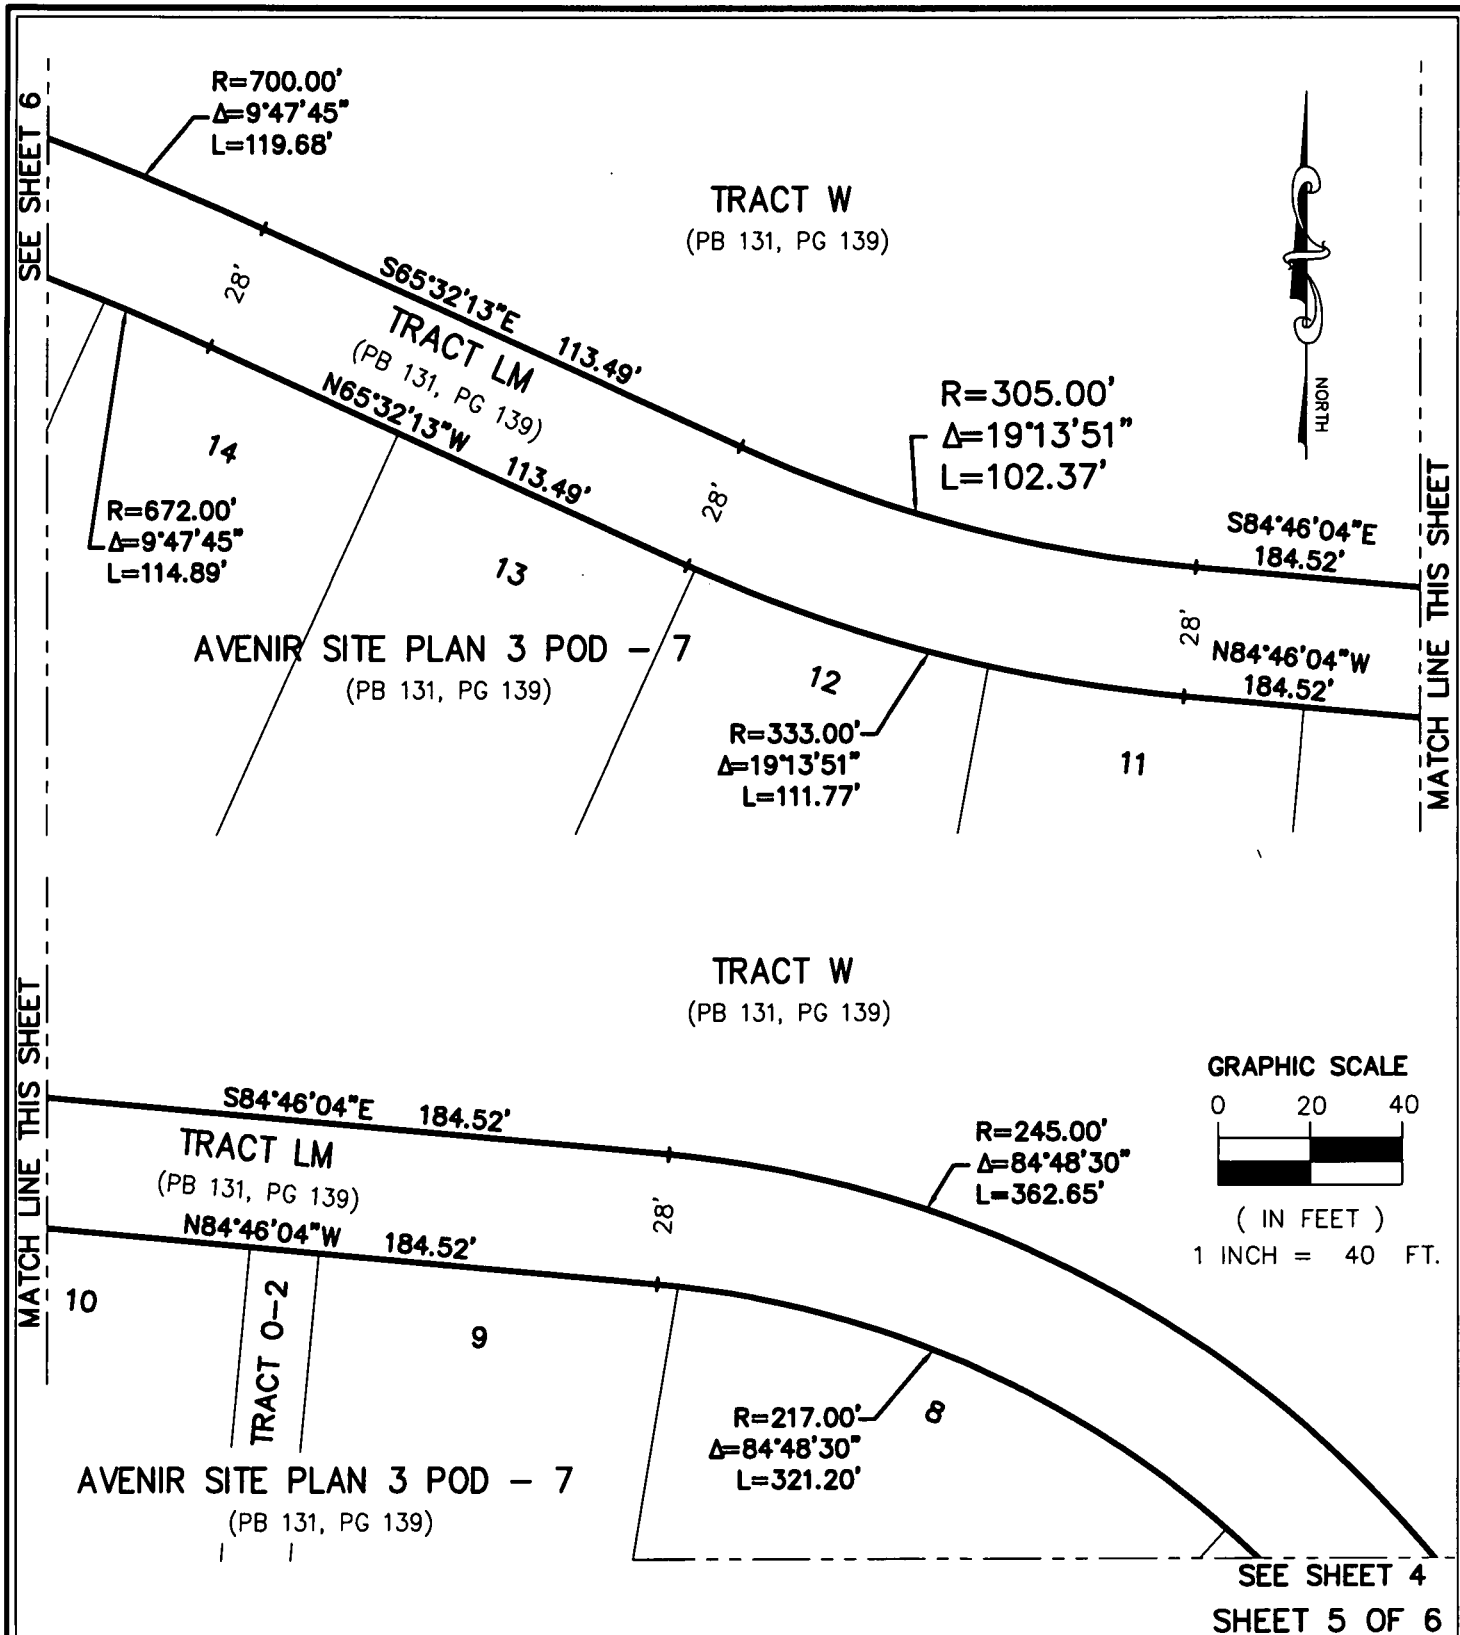 SEE SHEET 6
R=700.00'
Δ=9°47'45"
L=119.68'
TRACT W
(PB 131, PG 139)
NORTH
28'
S65°32'13"E 113.49'
TRACT LM
(PB 131, PG 139)
N65°32'13"W 113.49'
R=305.00'
Δ=19°13'51"
L=102.37'
28'
14
R=672.00'
Δ=9°47'45"
L=114.89'
13
S84°46'04"E
184.52'
28'
N84°46'04"W
184.52'
MATCH LINE THIS SHEET
AVENIR SITE PLAN 3 POD - 7
(PB 131, PG 139)
12
R=333.00'
Δ=19°13'51"
L=111.77'
11
TRACT W
(PB 131, PG 139)
MATCH LINE THIS SHEET
GRAPHIC SCALE
0 20 40
( IN FEET )
1 INCH = 40 FT.
S84°46'04"E 184.52'
TRACT LM
(PB 131, PG 139)
N84°46'04"W 184.52'
28'
R=245.00'
Δ=84°48'30"
L=362.65'
10
TRACT O-2
9
8
R=217.00'
Δ=84°48'30"
L=321.20'
AVENIR SITE PLAN 3 POD - 7
(PB 131, PG 139)
SEE SHEET 4
SHEET 5 OF 6